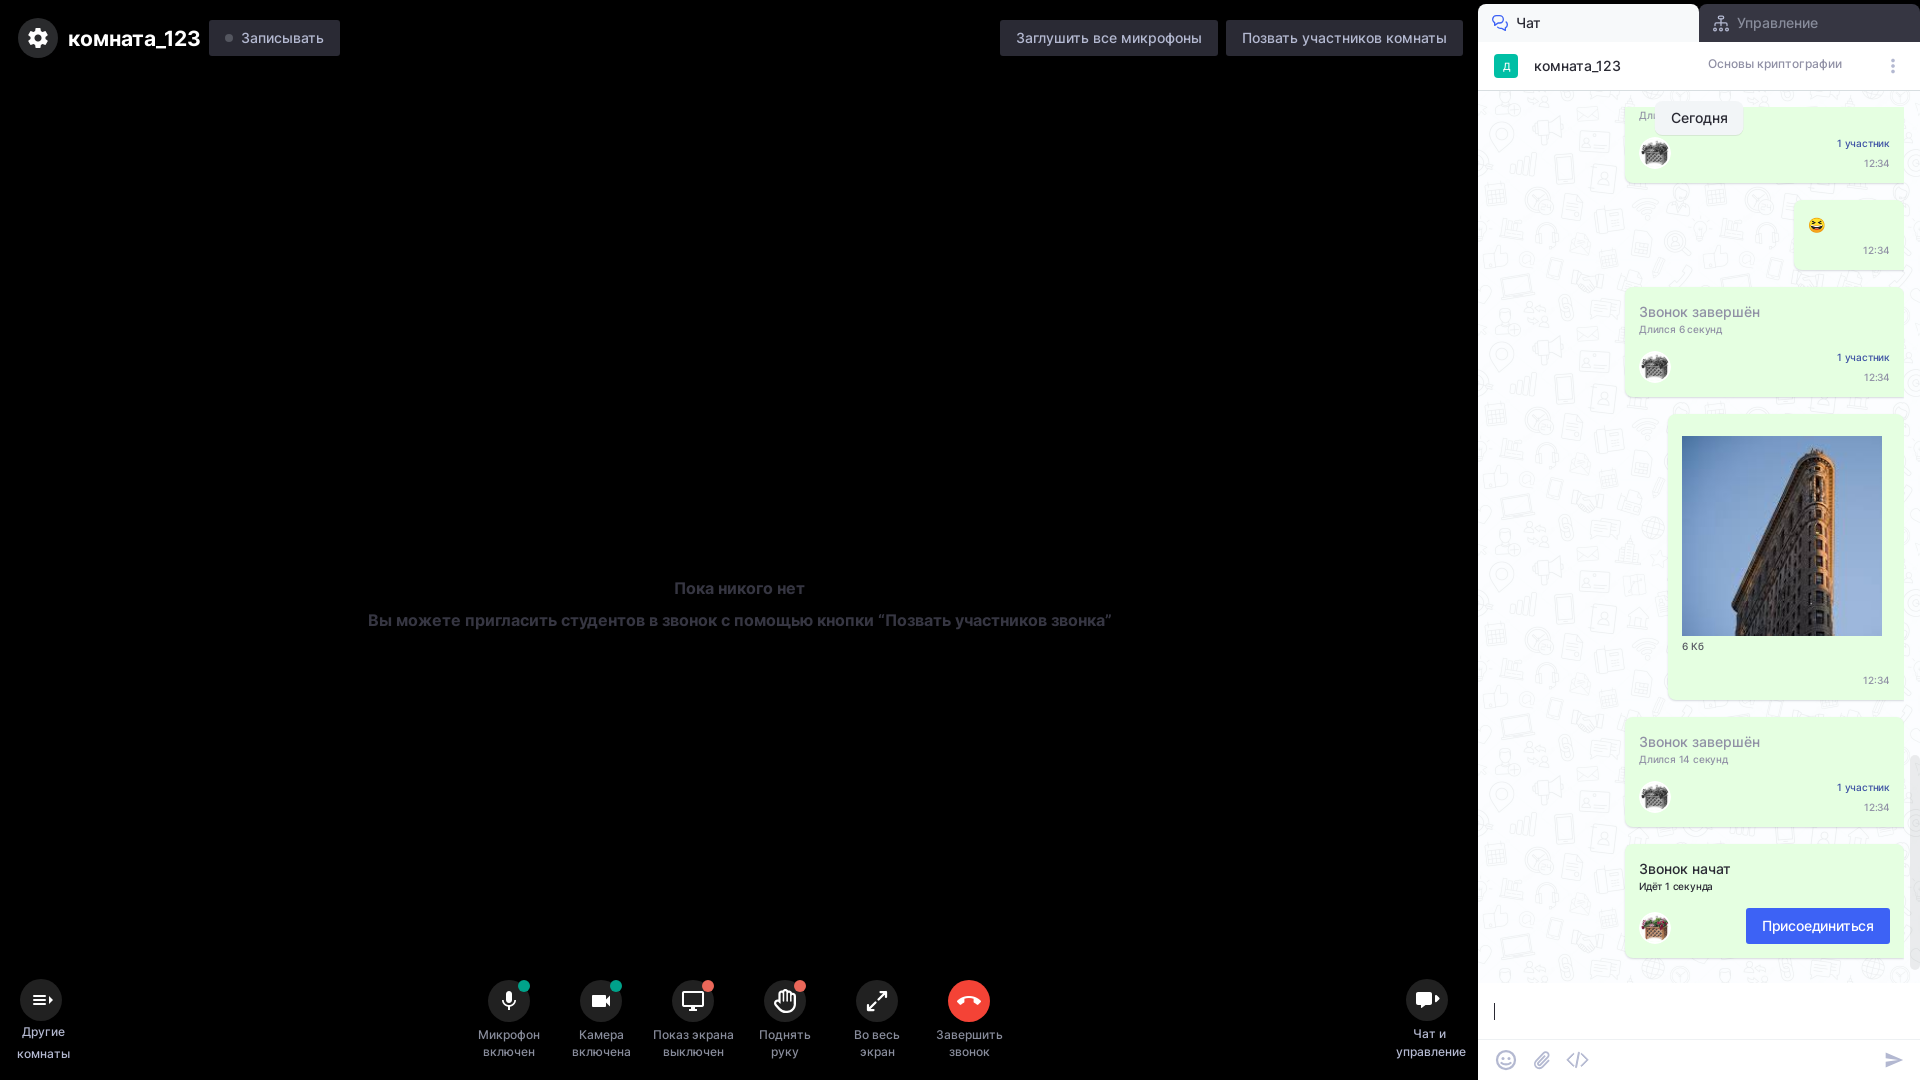 комната_123
Записывать
Заглушить все микрофоны
Позвать участников комнаты
Чат
Управление
Д
комната_123
Основы криптографии
Сегодня
1 участник
12:34
12:34
Звонок завершён
Длился 6 секунд
1 участник
12:34
6 Кб
12:34
Звонок завершён
Длился 14 секунд
1 участник
12:34
Звонок начат
Идёт 1 секунда
Присоединиться
Пока никого нет
Вы можете пригласить студентов в звонок с помощью кнопки “Позвать участников звонка”
Другие
комнаты
Микрофон
включен
Камера
включена
Показ экрана
выключен
Поднять
руку
Во весь
экран
Завершить
звонок
Чат и
управление